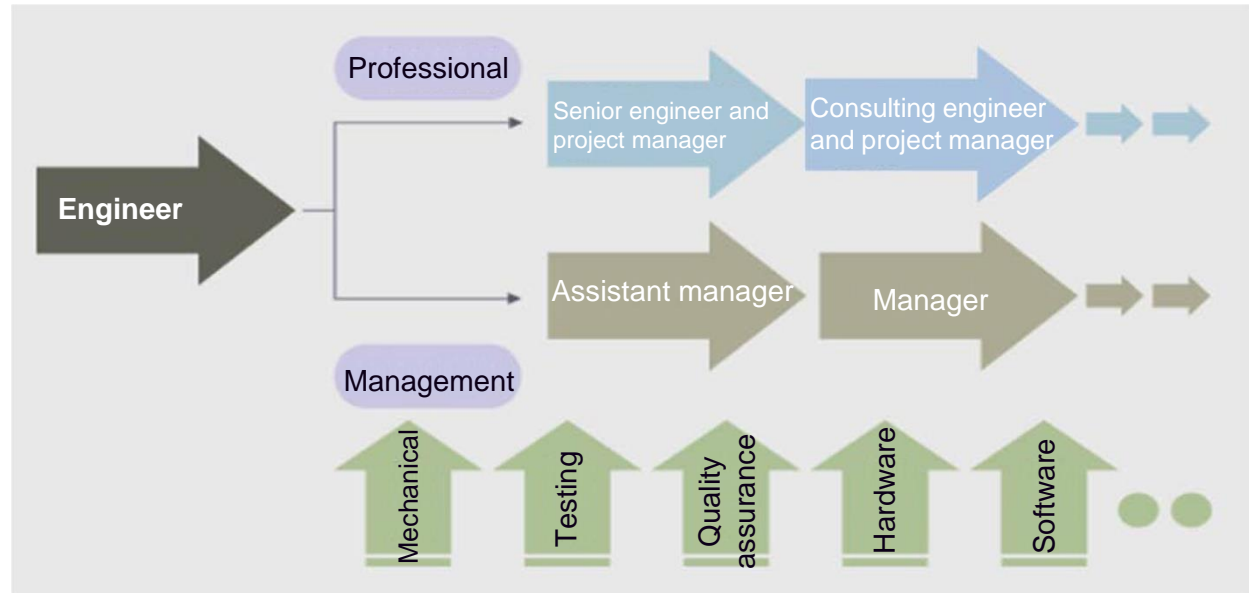 Professional
Senior engineer and
project manager
Consulting engineer
and project manager
Engineer
Assistant manager
Manager
Management
Mechanical
Testing
Quality
assurance
Hardware
Software